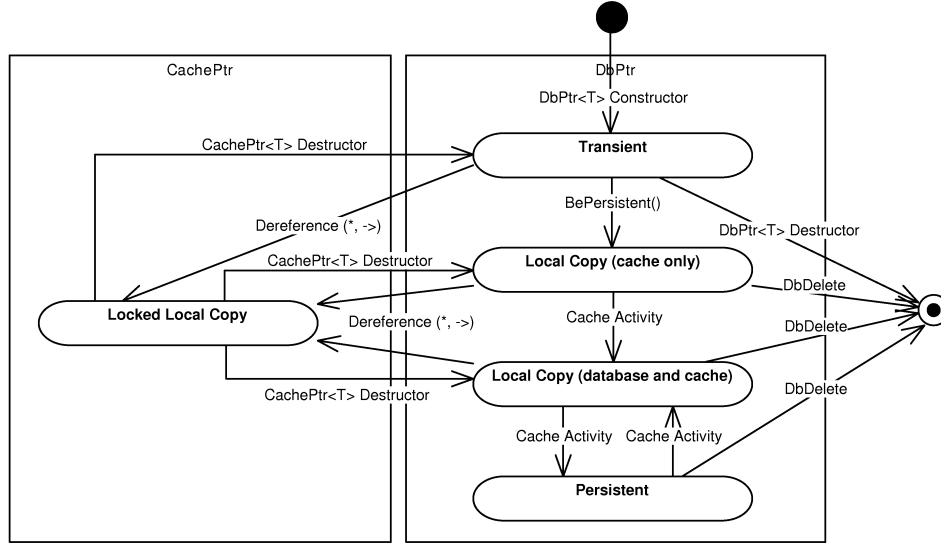 CachePtr
DbPtr
DbPtr<T> Constructor
CachePtr<T> Destructor
Transient
BePersistent()
Dereference (*, ->)
DbPtr<T> Destructor
CachePtr<T> Destructor
Local Copy (cache only)
DbDelete
Locked Local Copy
Dereference (*, ->)
Cache Activity
DbDelete
Local Copy (database and cache)
CachePtr<T> Destructor
DbDelete
Cache Activity
Cache Activity
Persistent